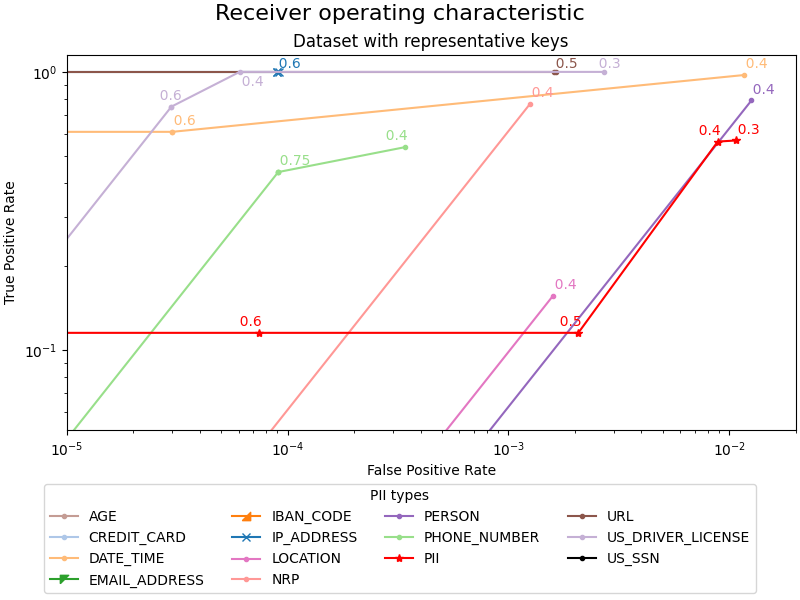 Receiver operating characteristic
Dataset with representative keys
10⁰
10⁻¹
True Positive Rate
0.6
0.5
0.3
0.4
0.4
0.6
0.4
0.4
0.6
0.4
0.3
0.4
0.75
0.4
0.6
0.5
10⁻⁵
10⁻⁴
10⁻³
10⁻²
False Positive Rate
PII types
AGE
CREDIT_CARD
DATE_TIME
EMAIL_ADDRESS
IBAN_CODE
IP_ADDRESS
LOCATION
NRP
PERSON
PHONE_NUMBER
PII
URL
US_DRIVER_LICENSE
US_SSN